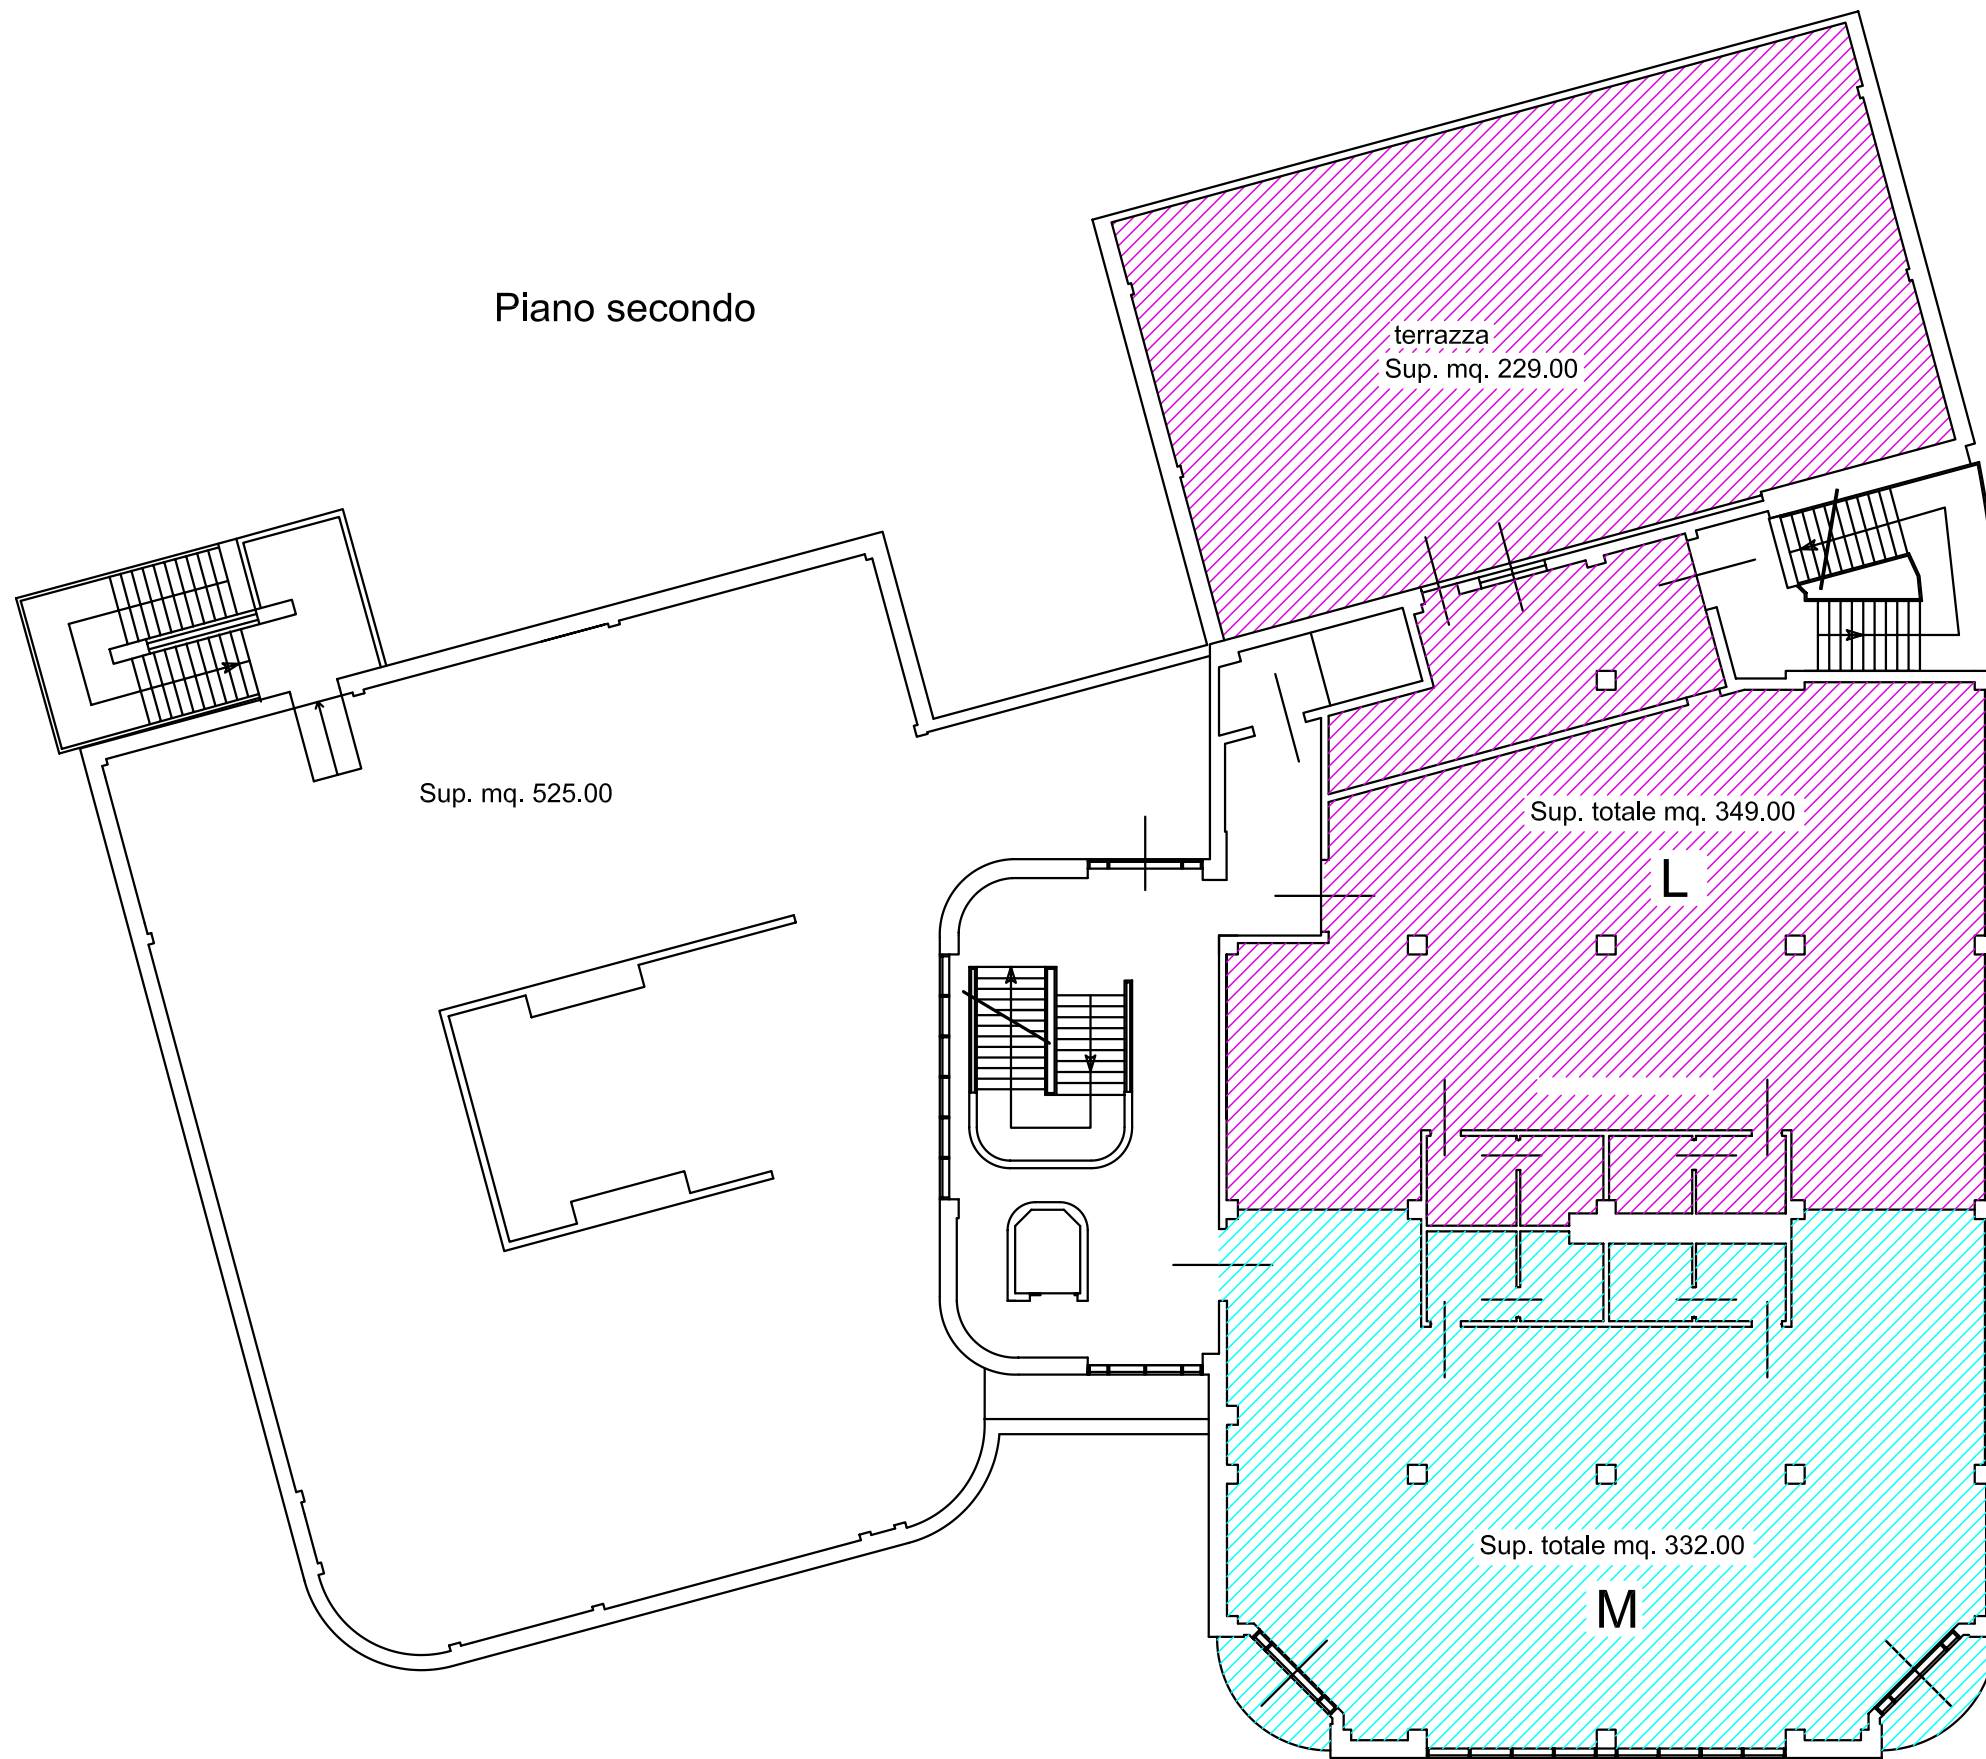 Piano secondo
terrazza
Sup. mq. 229.00
Sup. mq. 525.00
Sup. totale mq. 349.00
L
Sup. totale mq. 332.00
M